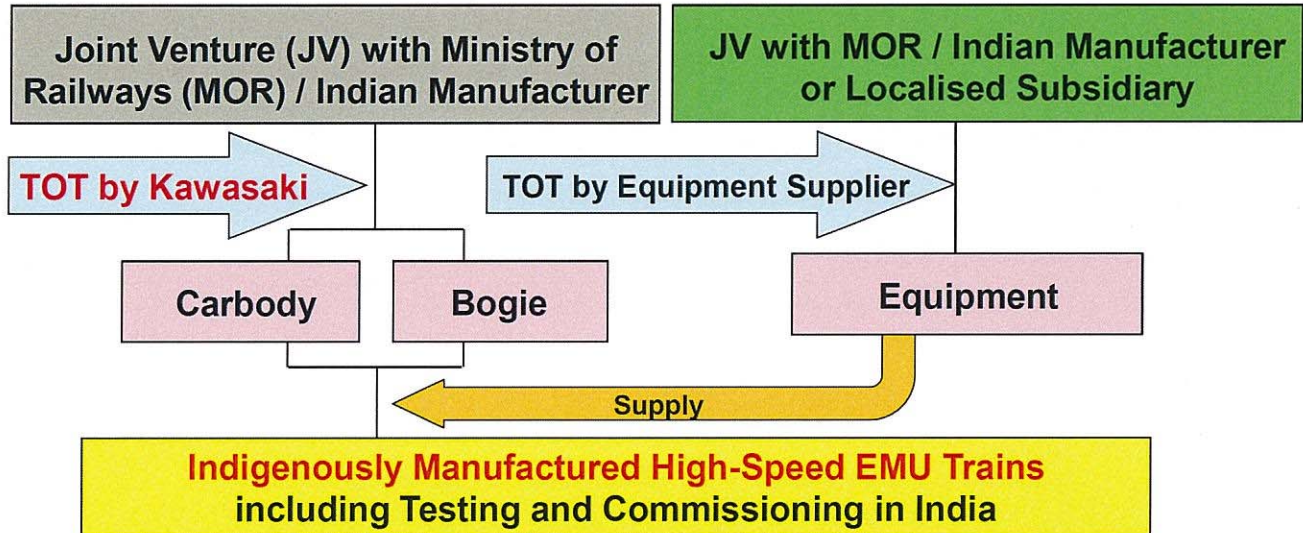 Joint Venture (JV) with Ministry of
Railways (MOR) / Indian Manufacturer
JV with MOR / Indian Manufacturer
or Localised Subsidiary
TOT by Kawasaki
TOT by Equipment Supplier
Carbody
Bogie
Equipment
Supply
Indigenously Manufactured High-Speed EMU Trains
including Testing and Commissioning in India